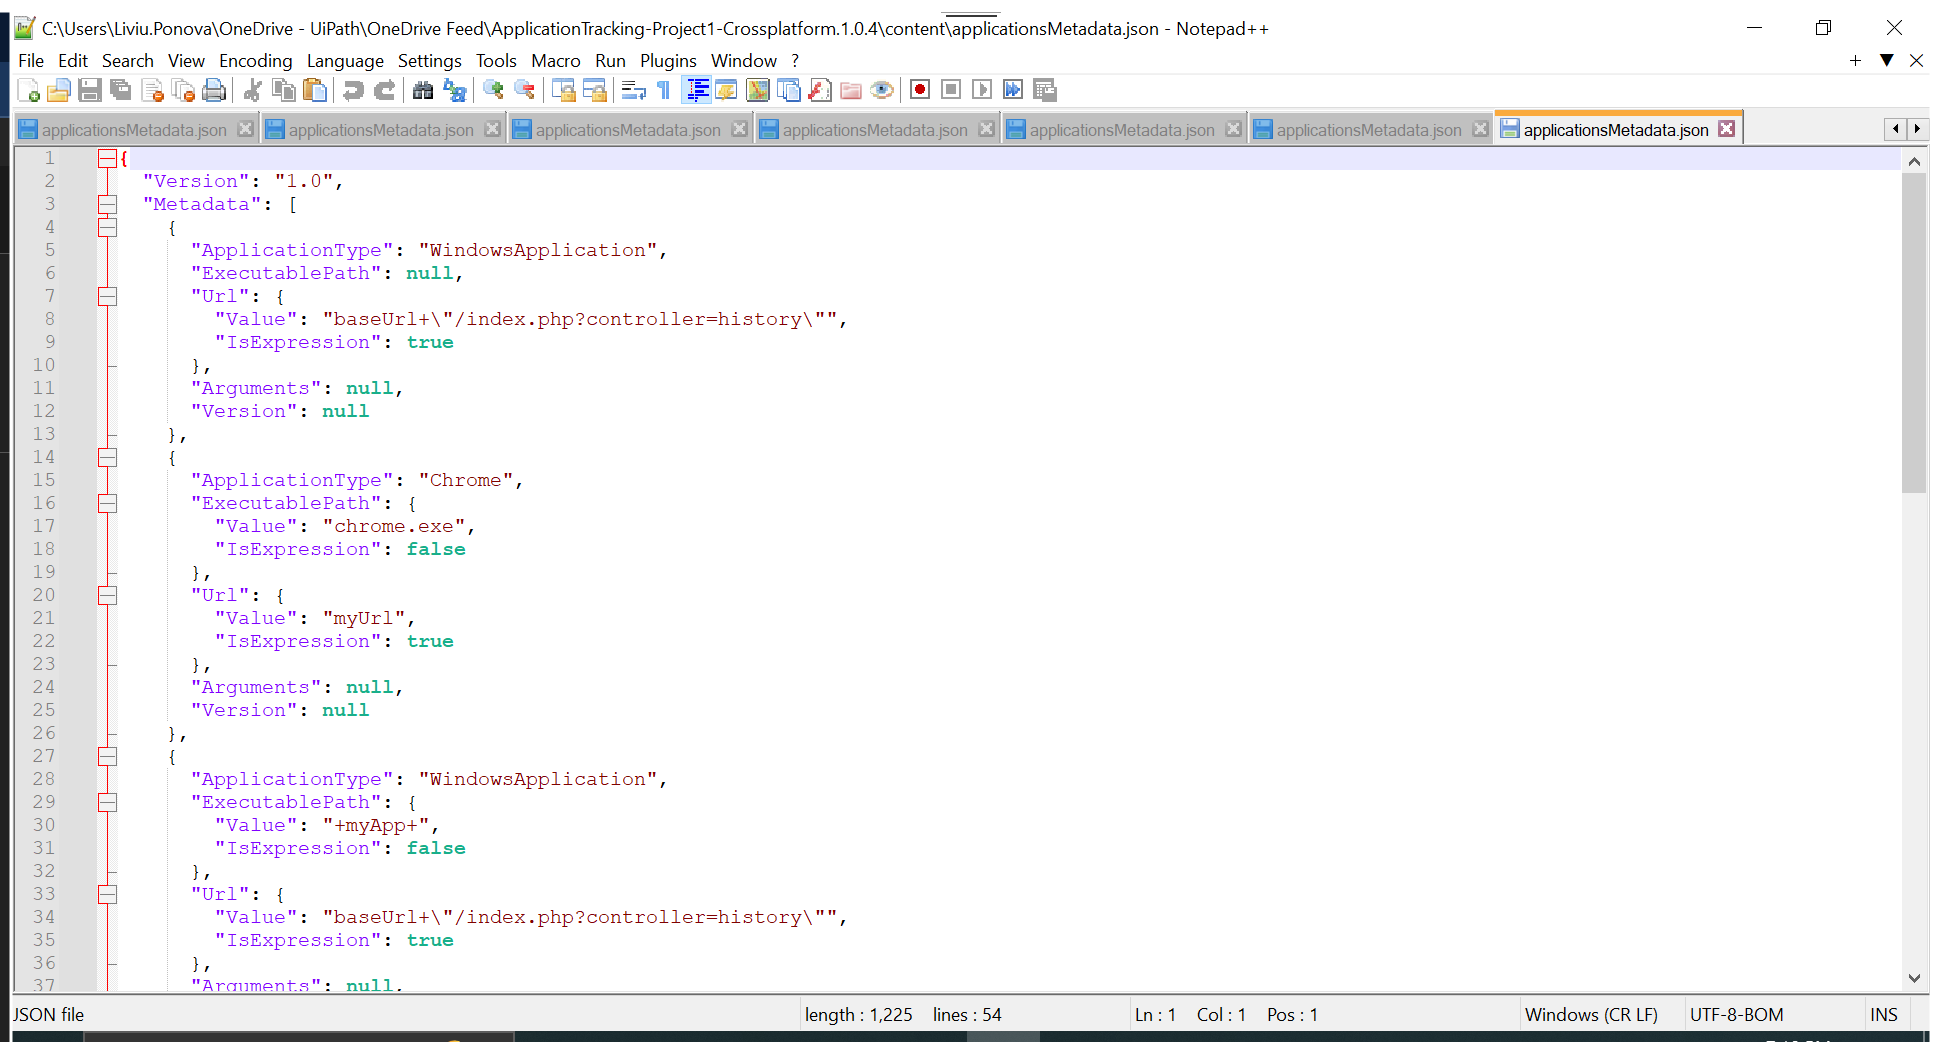 C:\Users\Liviu.Ponova\OneDrive - UiPath\OneDrive Feed\ApplicationTracking-Project1-Crossplatform.1.0.4\content\applicationsMetadata.json - Notepad++
File Edit Search View Encoding Language Settings Tools Macro Run Plugins Window ?
applicationsMetadata.json applicationsMetadata.json applicationsMetadata.json applicationsMetadata.json applicationsMetadata.json applicationsMetadata.json applicationsMetadata.json
1 {
2 "Version": "1.0",
3 "Metadata": [
4 {
5 "ApplicationType": "WindowsApplication",
6 "ExecutablePath": null,
7 "Url": {
8 "Value": "baseUrl+\"/index.php?controller=history\"",
9 "IsExpression": true
10 },
11 "Arguments": null,
12 "Version": null
13 },
14 {
15 "ApplicationType": "Chrome",
16 "ExecutablePath": {
17 "Value": "chrome.exe",
18 "IsExpression": false
19 },
20 "Url": {
21 "Value": "myUrl",
22 "IsExpression": true
23 },
24 "Arguments": null,
25 "Version": null
26 },
27 {
28 "ApplicationType": "WindowsApplication",
29 "ExecutablePath": {
30 "Value": "+myApp+",
31 "IsExpression": false
32 },
33 "Url": {
34 "Value": "baseUrl+\"/index.php?controller=history\"",
35 "IsExpression": true
36 },
37 "Arguments": null,
JSON file length : 1,225 lines : 54 Ln : 1 Col : 1 Pos : 1 Windows (CR LF) UTF-8-BOM INS